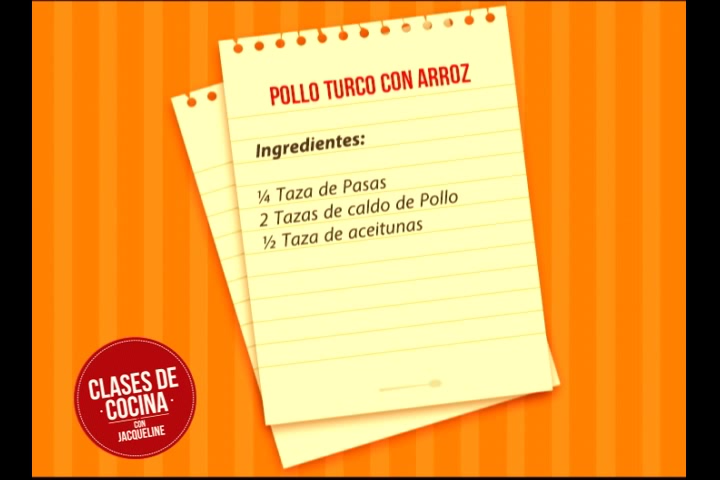 POLLO TURCO CON ARROZ
Ingredientes:
¼ Taza de Pasas
2 Tazas de caldo de Pollo
½ Taza de aceitunas
CLASES DE
· COCINA ·
CON
JACQUELINE